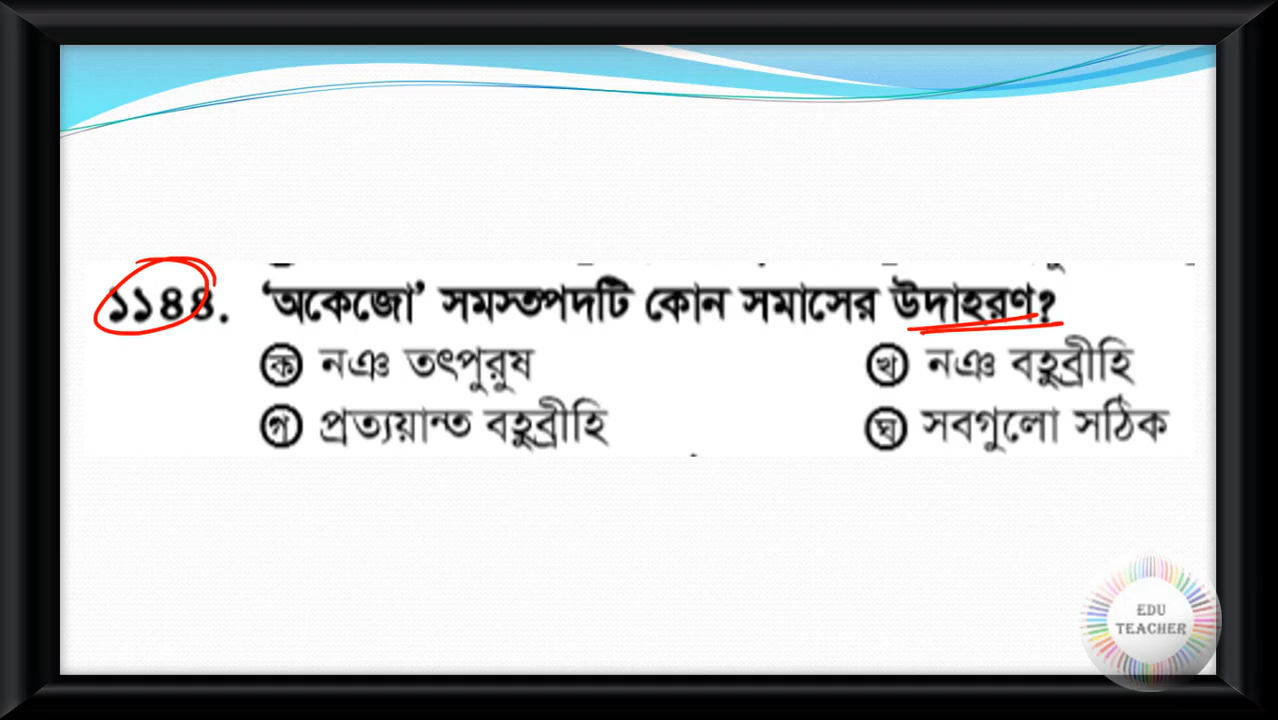 ১১৪৪. ‘অকেজো’ সমস্তপদটি কোন সমাসের উদাহরণ?
ক নঞ তৎপুরুষ খ নঞ বহুব্রীহি
গ প্রত্যয়ান্ত বহুব্রীহি ঘ সবগুলো সঠিক
EDU
TEACHER